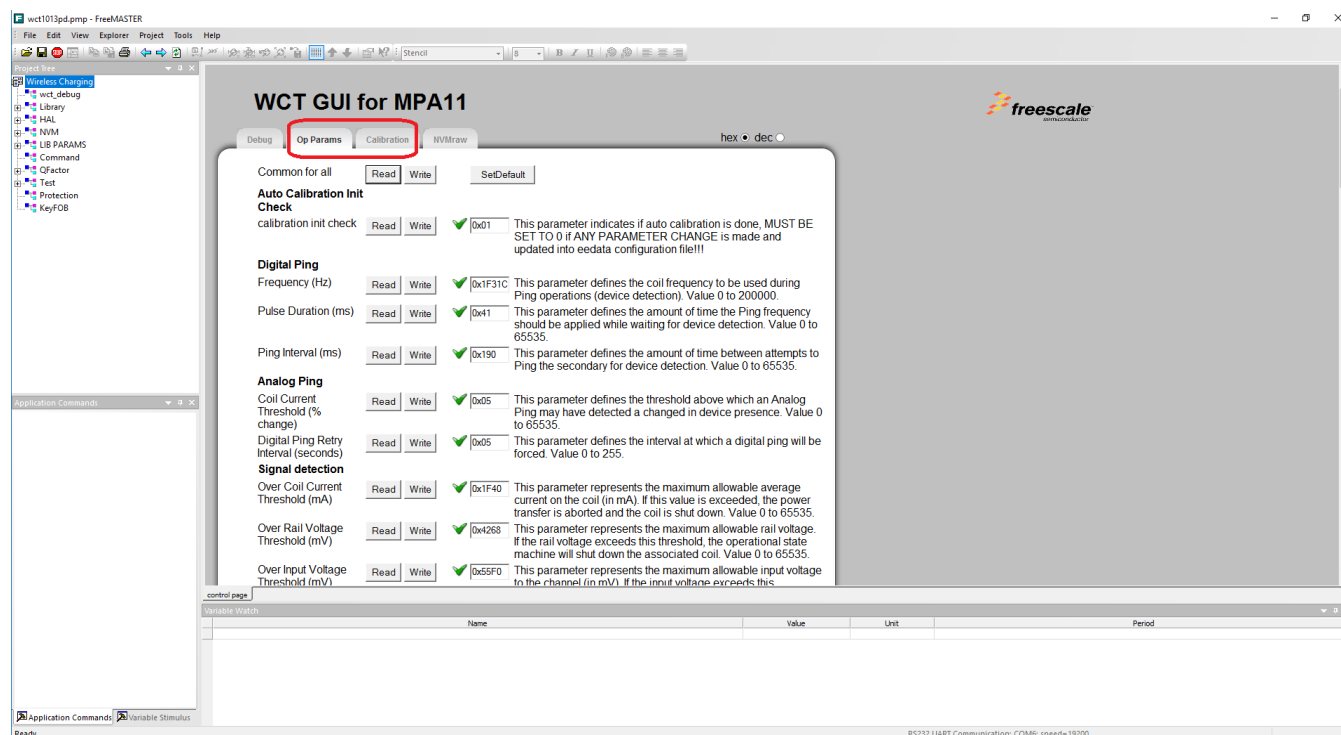 wct1013pd.pmp - FreeMASTER
File Edit View Explorer Project Tools Help
Stencil 8 B I U
Project Tree
Wireless Charging
wct_debug
Library
HAL
NVM
LIB PARAMS
Command
QFactor
Test
Protection
KeyFOB
Application Commands
Application Commands Variable Stimulus
WCT GUI for MPA11
freescale
semiconductor
Debug Op Params Calibration NVMraw hex dec
Common for all Read Write SetDefault
Auto Calibration Init
Check
calibration init check Read Write 0x01 This parameter indicates if auto calibration is done, MUST BE
SET TO 0 if ANY PARAMETER CHANGE is made and
updated into eedata configuration file!!!
Digital Ping
Frequency (Hz) Read Write 0x1F31C This parameter defines the coil frequency to be used during
Ping operations (device detection). Value 0 to 200000.
Pulse Duration (ms) Read Write 0x41 This parameter defines the amount of time the Ping frequency
should be applied while waiting for device detection. Value 0 to
65535.
Ping Interval (ms) Read Write 0x190 This parameter defines the amount of time between attempts to
Ping the secondary for device detection. Value 0 to 65535.
Analog Ping
Coil Current
Threshold (%
change) Read Write 0x05 This parameter defines the threshold above which an Analog
Ping may have detected a changed in device presence. Value 0
to 65535.
Digital Ping Retry
Interval (seconds) Read Write 0x05 This parameter defines the interval at which a digital ping will be
forced. Value 0 to 255.
Signal detection
Over Coil Current
Threshold (mA) Read Write 0x1F40 This parameter represents the maximum allowable average
current on the coil (in mA). If this value is exceeded, the power
transfer is aborted and the coil is shut down. Value 0 to 65535.
Over Rail Voltage
Threshold (mV) Read Write 0x4268 This parameter represents the maximum allowable rail voltage.
If the rail voltage exceeds this threshold, the operational state
machine will shut down the associated coil. Value 0 to 65535.
Over Input Voltage
Threshold (mV) Read Write 0x55F0 This parameter represents the maximum allowable input voltage
to the channel (in mV). If the input voltage exceeds this
control page
Variable Watch
Name Value Unit Period
Ready
RS232 UART Communication; COM6; speed=19200